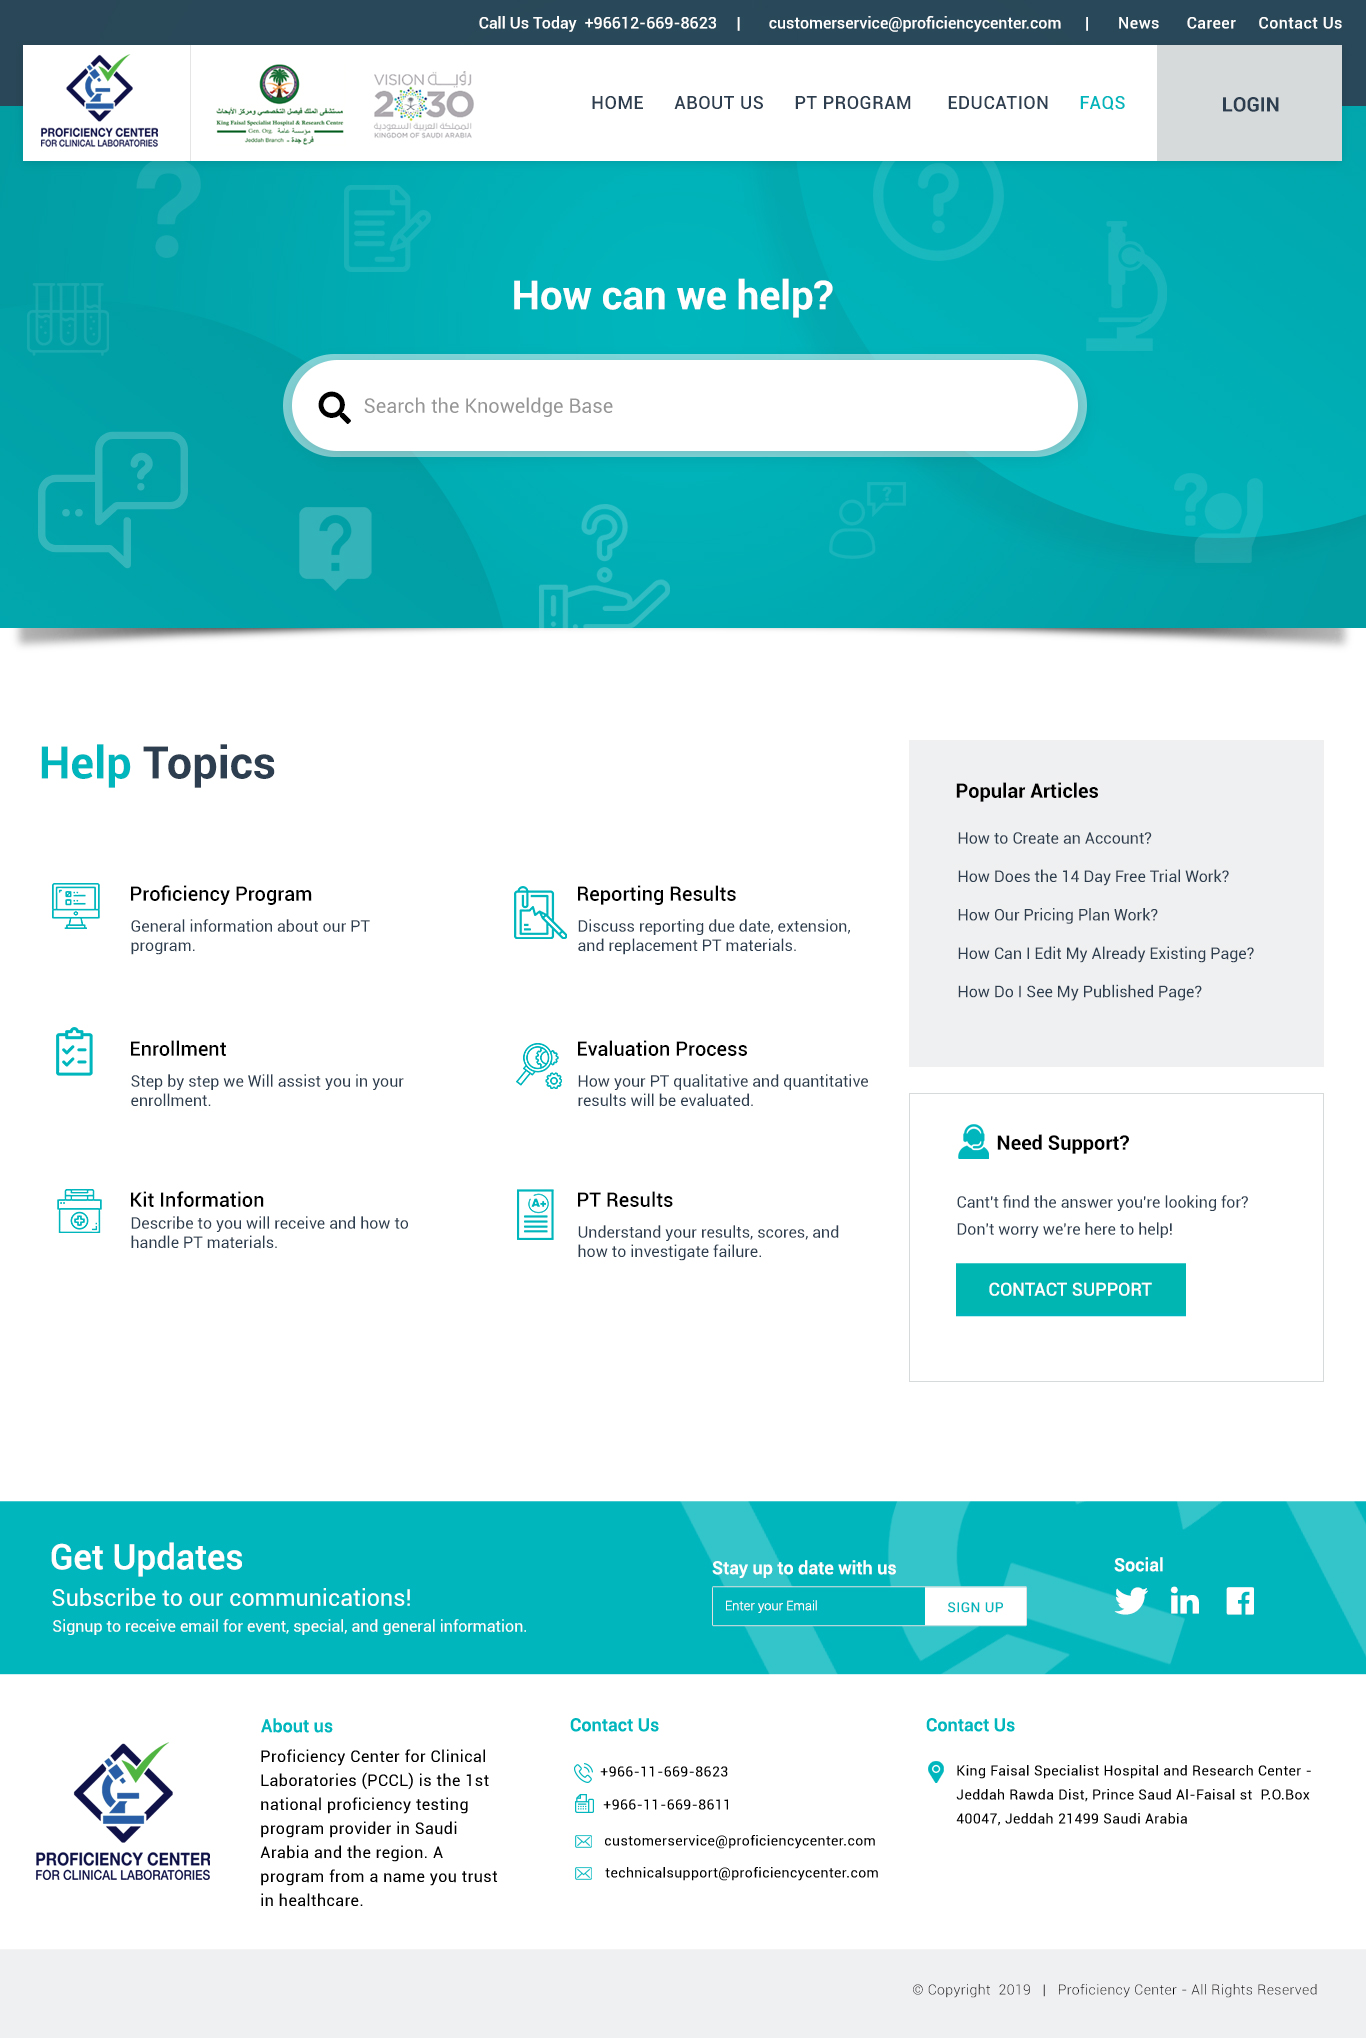 Call Us Today +96612-669-8623 | customerservice@proficiencycenter.com | News Career Contact Us
PROFICIENCY CENTER
FOR CLINICAL LABORATORIES
مستشفى الملك فيصل التخصصي ومركز الأبحاث
King Faisal Specialist Hospital & Research Center
Gen. Org. مؤسسة عامة
Jeddah Branch - فرع جدة
VISION رؤيــة
2030
المملكة العربية السعودية
KINGDOM OF SAUDI ARABIA
HOME ABOUT US PT PROGRAM EDUCATION FAQS
LOGIN
How can we help?
Search the Knoweldge Base
Help Topics
Proficiency Program
General information about our PT
program.
Reporting Results
Discuss reporting due date, extension,
and replacement PT materials.
Enrollment
Step by step we Will assist you in your
enrollment.
Evaluation Process
How your PT qualitative and quantitative
results will be evaluated.
Kit Information
Describe to you will receive and how to
handle PT materials.
A+
PT Results
Understand your results, scores, and
how to investigate failure.
Popular Articles
How to Create an Account?
How Does the 14 Day Free Trial Work?
How Our Pricing Plan Work?
How Can I Edit My Already Existing Page?
How Do I See My Published Page?
Need Support?
Cant't find the answer you're looking for?
Don't worry we're here to help!
CONTACT SUPPORT
Get Updates
Subscribe to our communications!
Signup to receive email for event, special, and general information.
Stay up to date with us
Enter your Email
SIGN UP
Social
PROFICIENCY CENTER
FOR CLINICAL LABORATORIES
About us
Proficiency Center for Clinical
Laboratories (PCCL) is the 1st
national proficiency testing
program provider in Saudi
Arabia and the region. A
program from a name you trust
in healthcare.
Contact Us
+966-11-669-8623
+966-11-669-8611
customerservice@proficiencycenter.com
technicalsupport@proficiencycenter.com
Contact Us
King Faisal Specialist Hospital and Research Center -
Jeddah Rawda Dist, Prince Saud Al-Faisal st P.O.Box
40047, Jeddah 21499 Saudi Arabia
© Copyright 2019 | Proficiency Center - All Rights Reserved